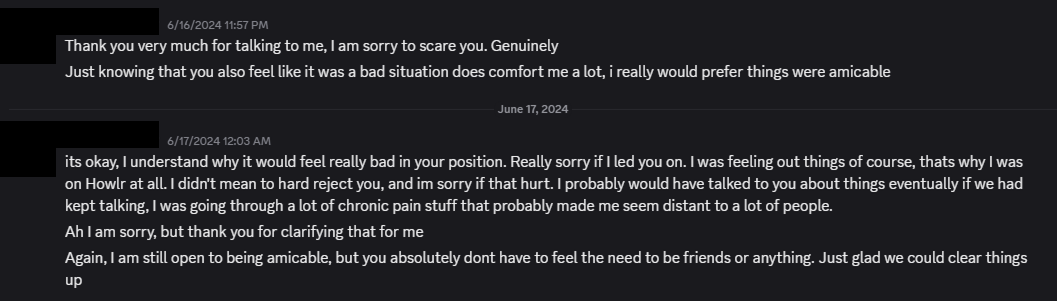 6/16/2024 11:57 PM
Thank you very much for talking to me, I am sorry to scare you. Genuinely
Just knowing that you also feel like it was a bad situation does comfort me a lot, i really would prefer things were amicable
June 17, 2024
6/17/2024 12:03 AM
its okay, I understand why it would feel really bad in your position. Really sorry if I led you on. I was feeling out things of course, thats why I was
on Howlr at all. I didn't mean to hard reject you, and im sorry if that hurt. I probably would have talked to you about things eventually if we had
kept talking, I was going through a lot of chronic pain stuff that probably made me seem distant to a lot of people.
Ah I am sorry, but thank you for clarifying that for me
Again, I am still open to being amicable, but you absolutely dont have to feel the need to be friends or anything. Just glad we could clear things
up